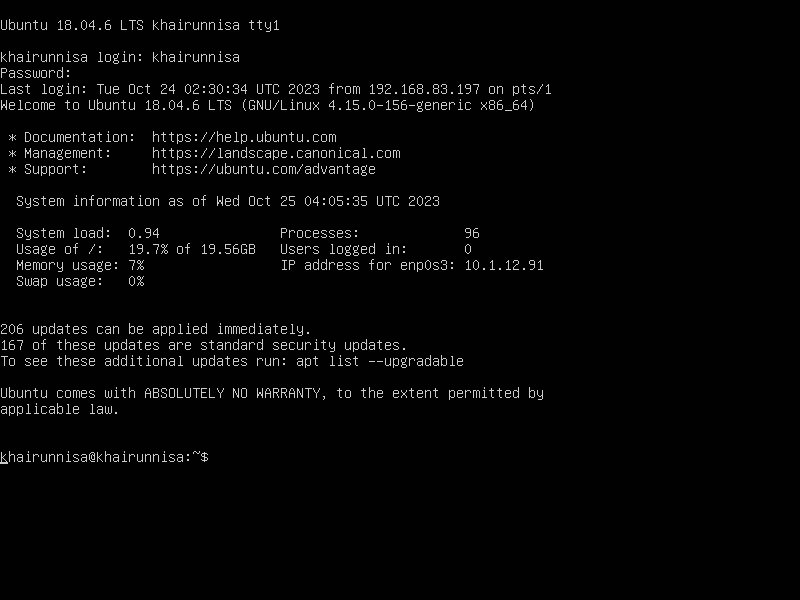 Ubuntu 18.04.6 LTS khairunnisa tty1
khairunnisa login: khairunnisa
Password:
Last login: Tue Oct 24 02:30:34 UTC 2023 from 192.168.83.197 on pts/1
Welcome to Ubuntu 18.04.6 LTS (GNU/Linux 4.15.0-156-generic x86_64)
* Documentation:  https://help.ubuntu.com
* Management:     https://landscape.canonical.com
* Support:        https://ubuntu.com/advantage
System information as of Wed Oct 25 04:05:35 UTC 2023
System load:  0.94               Processes:             96
Usage of /:   19.7% of 19.56GB   Users logged in:       0
Memory usage: 7%                 IP address for enp0s3: 10.1.12.91
Swap usage:   0%
206 updates can be applied immediately.
167 of these updates are standard security updates.
To see these additional updates run: apt list --upgradable
Ubuntu comes with ABSOLUTELY NO WARRANTY, to the extent permitted by
applicable law.
khairunnisa@khairunnisa:~$